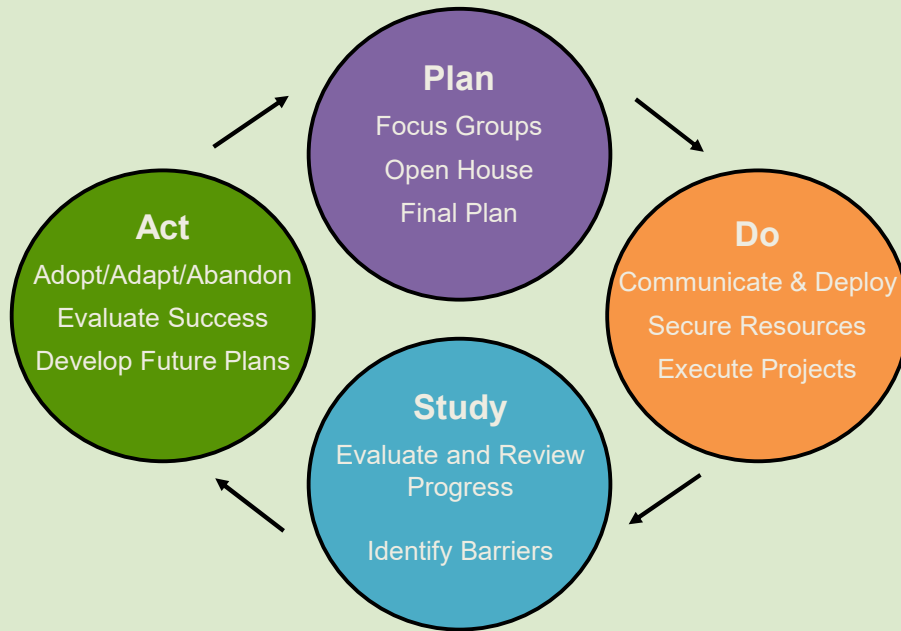 Plan
Focus Groups
Open House
Final Plan
Act
Adopt/Adapt/Abandon
Evaluate Success
Develop Future Plans
Do
Communicate & Deploy
Secure Resources
Execute Projects
Study
Evaluate and Review
Progress
Identify Barriers